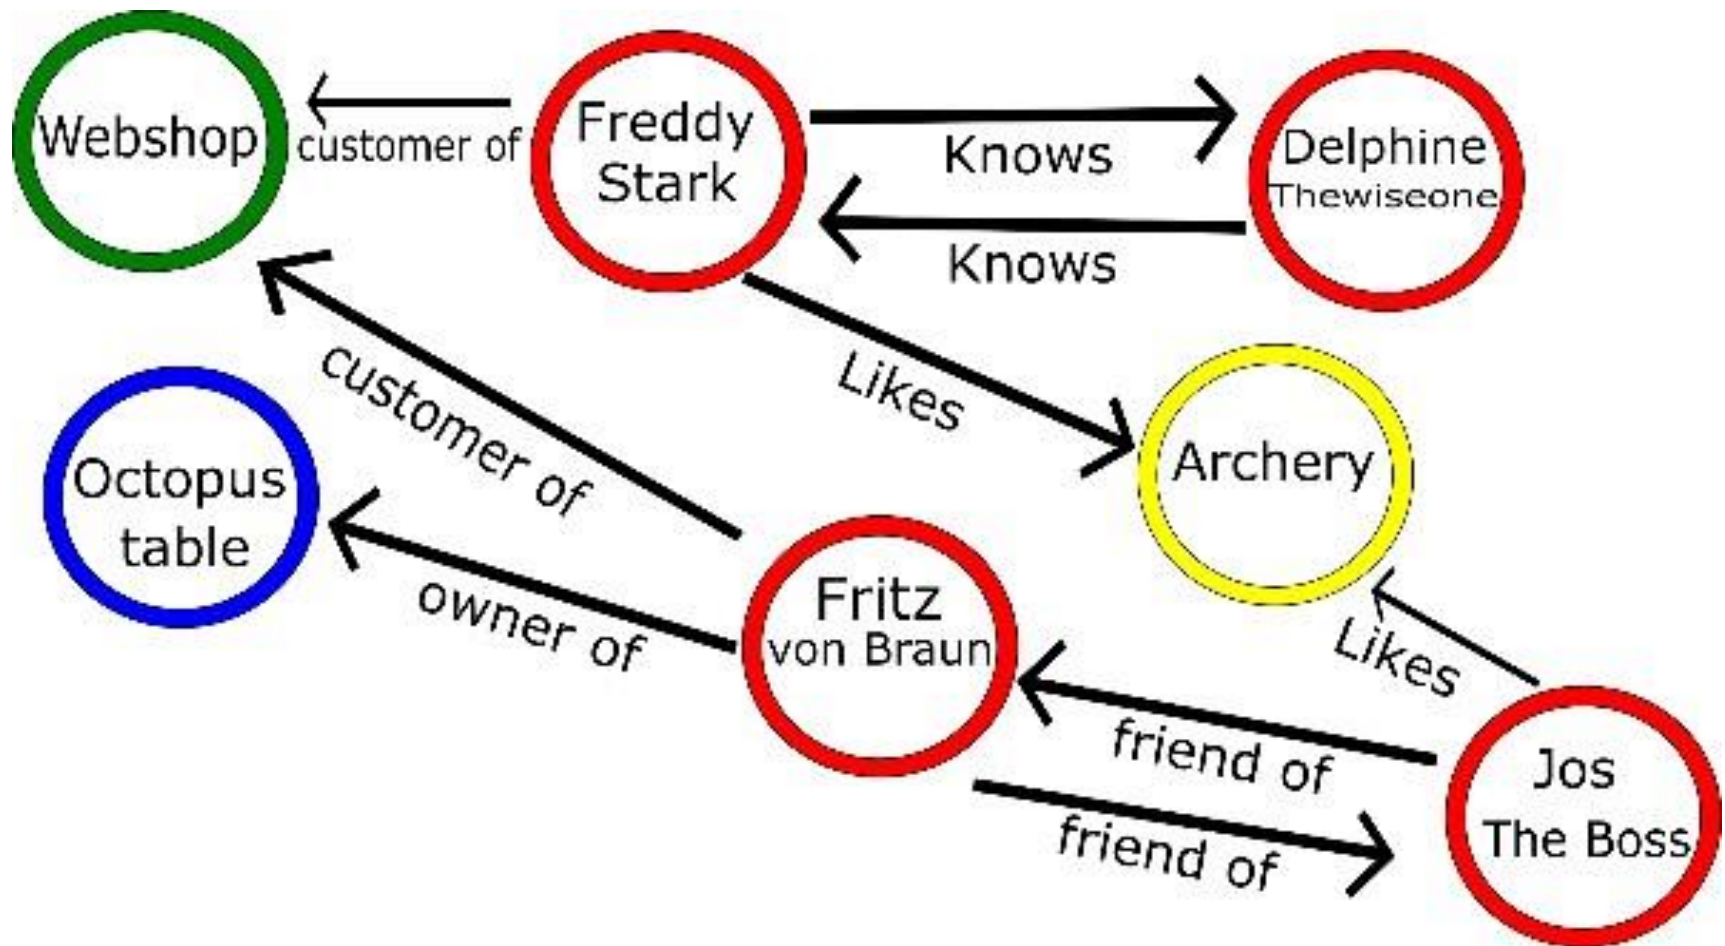 Webshop
customer of
Freddy
Stark
Knows
Knows
Delphine
Thewiseone
customer of
Likes
Archery
Octopus
table
owner of
Fritz
von Braun
Likes
friend of
friend of
Jos
The Boss